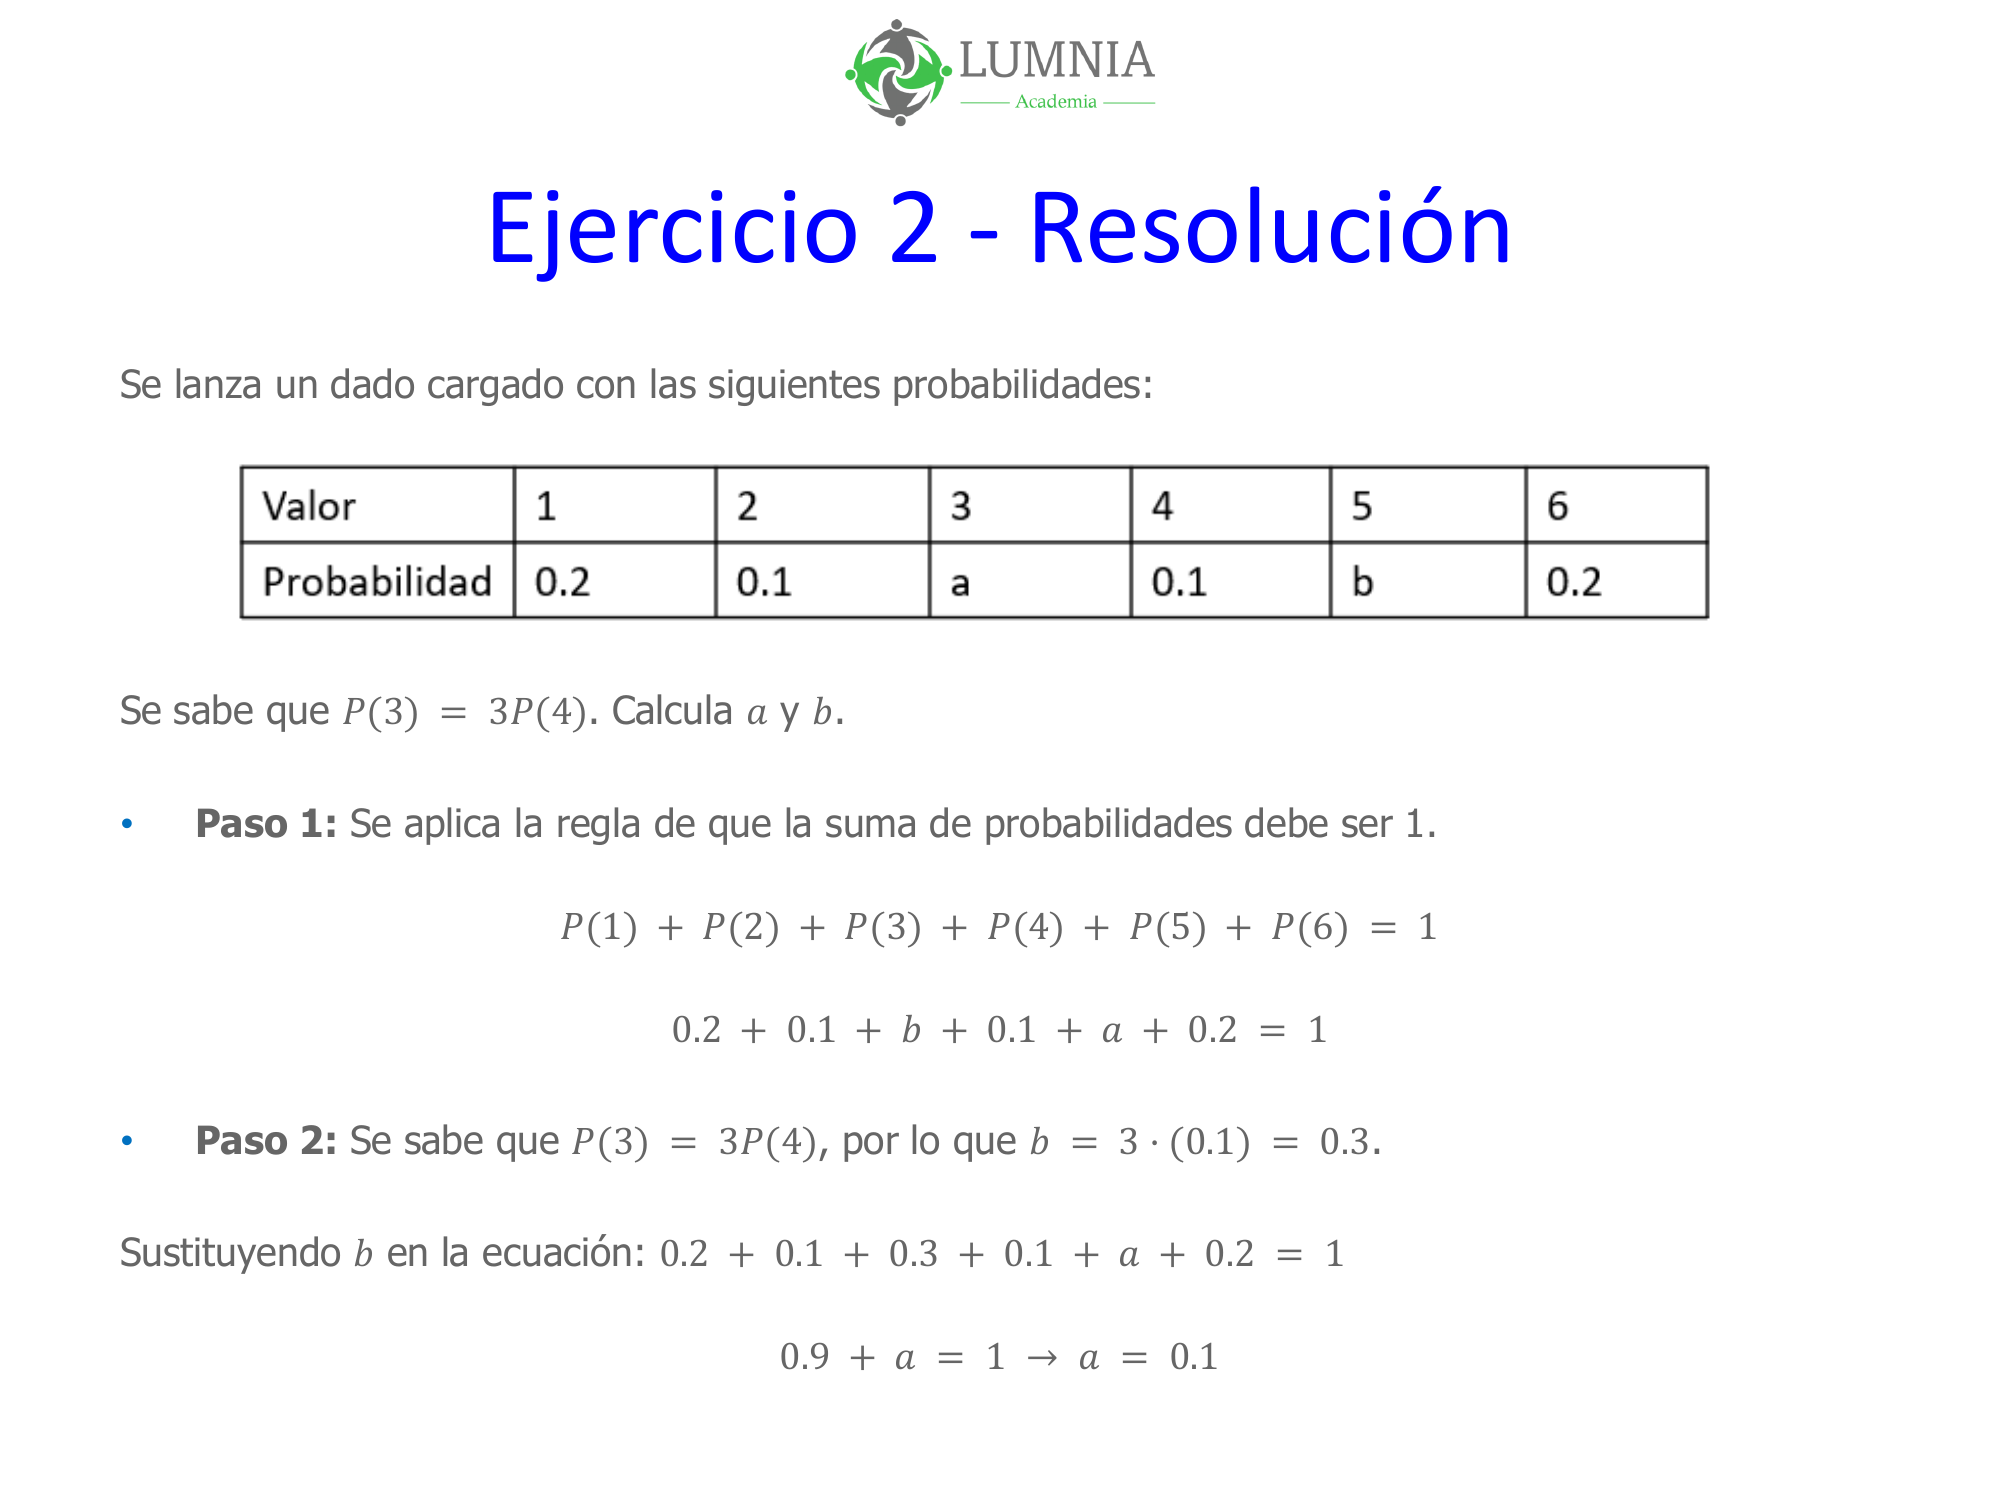 LUMNIA
Academia
Ejercicio 2 - Resolución
Se lanza un dado cargado con las siguientes probabilidades:
Valor 1 2 3 4 5 6
Probabilidad 0.2 0.1 a 0.1 b 0.2
Se sabe que P(3) = 3P(4). Calcula a y b.
• Paso 1: Se aplica la regla de que la suma de probabilidades debe ser 1.
P(1) + P(2) + P(3) + P(4) + P(5) + P(6) = 1
0.2 + 0.1 + b + 0.1 + a + 0.2 = 1
• Paso 2: Se sabe que P(3) = 3P(4), por lo que b = 3 · (0.1) = 0.3.
Sustituyendo b en la ecuación: 0.2 + 0.1 + 0.3 + 0.1 + a + 0.2 = 1
0.9 + a = 1 → a = 0.1